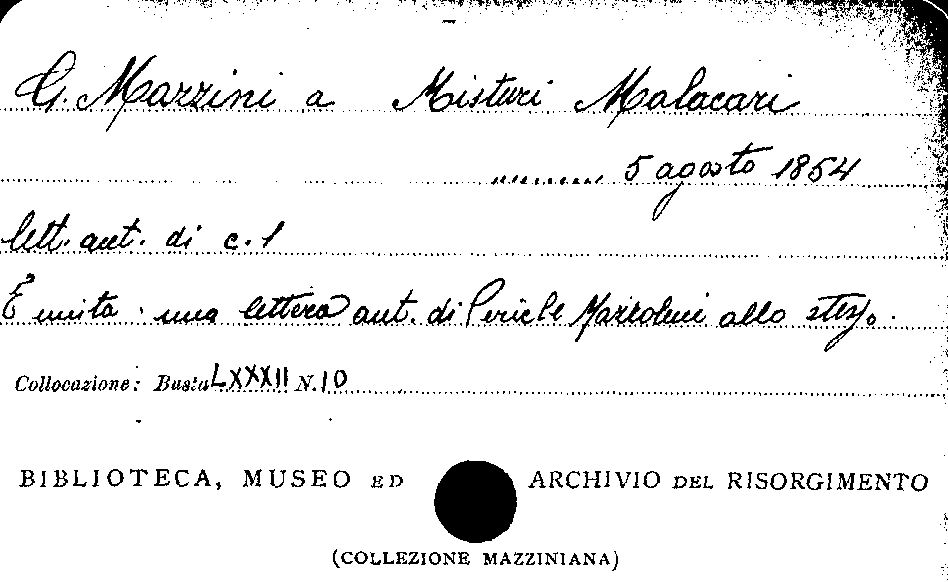 G. Mazzini a Misturi Malacari
5 agosto 1854
lett. aut. di c. 1
È unita una lettera aut. di Pericle Mazzoleni allo stesso.
Collocazione: Busta LXXXII N. 10
BIBLIOTECA, MUSEO ED ARCHIVIO DEL RISORGIMENTO
(COLLEZIONE MAZZINIANA)